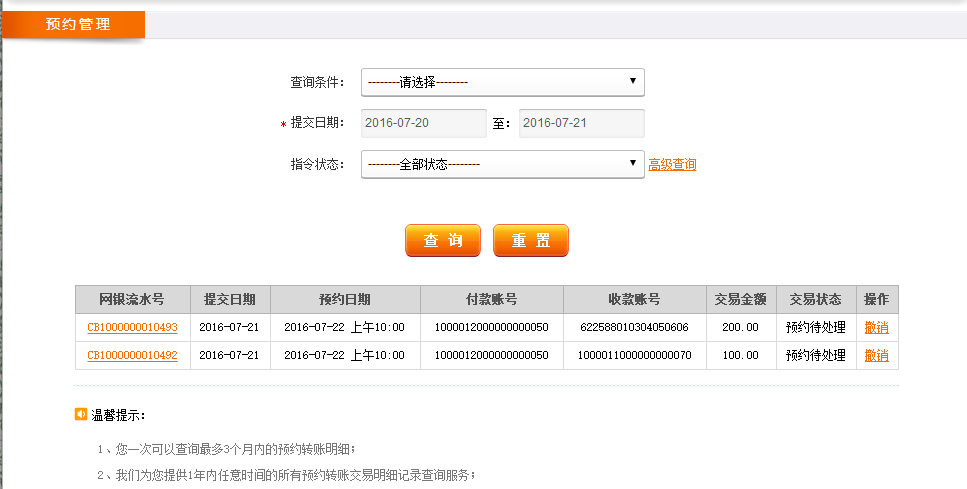 预约管理
查询条件： --------请选择--------
* 提交日期： 2016-07-20 至： 2016-07-21
指令状态： --------全部状态-------- 高级查询
查 询 重 置
网银流水号 提交日期 预约日期 付款账号 收款账号 交易金额 交易状态 操作
CB1000000010493 2016-07-21 2016-07-22 上午10:00 1000012000000000050 622588010304050606 200.00 预约待处理 撤销
CB1000000010492 2016-07-21 2016-07-22 上午10:00 1000012000000000050 1000011000000000070 100.00 预约待处理 撤销
温馨提示：
1、您一次可以查询最多3个月内的预约转账明细；
2、我们为您提供1年内任意时间的所有预约转账交易明细记录查询服务；